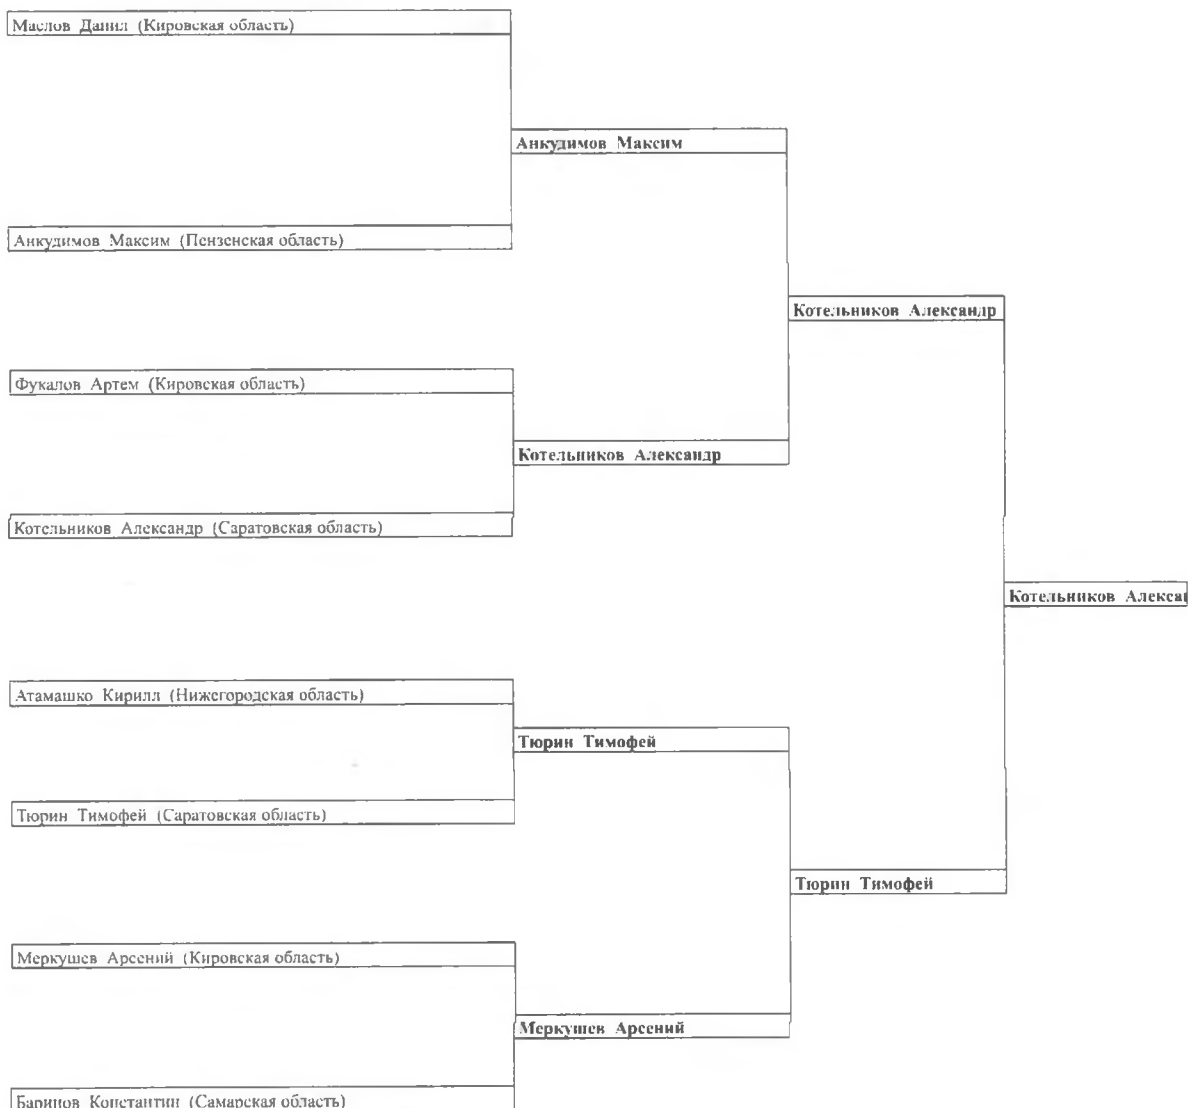 Маслов Данил (Кировская область)
Анкудимов Максим
Анкудимов Максим (Пензенская область)
Котельников Александр
Фукалов Артем (Кировская область)
Котельников Александр
Котельников Александр (Саратовская область)
Котельников Алекса
Атамашко Кирилл (Нижегородская область)
Тюрин Тимофей
Тюрин Тимофей (Саратовская область)
Тюрин Тимофей
Меркушев Арсений (Кировская область)
Меркушев Арсений
Баринов Константин (Самарская область)